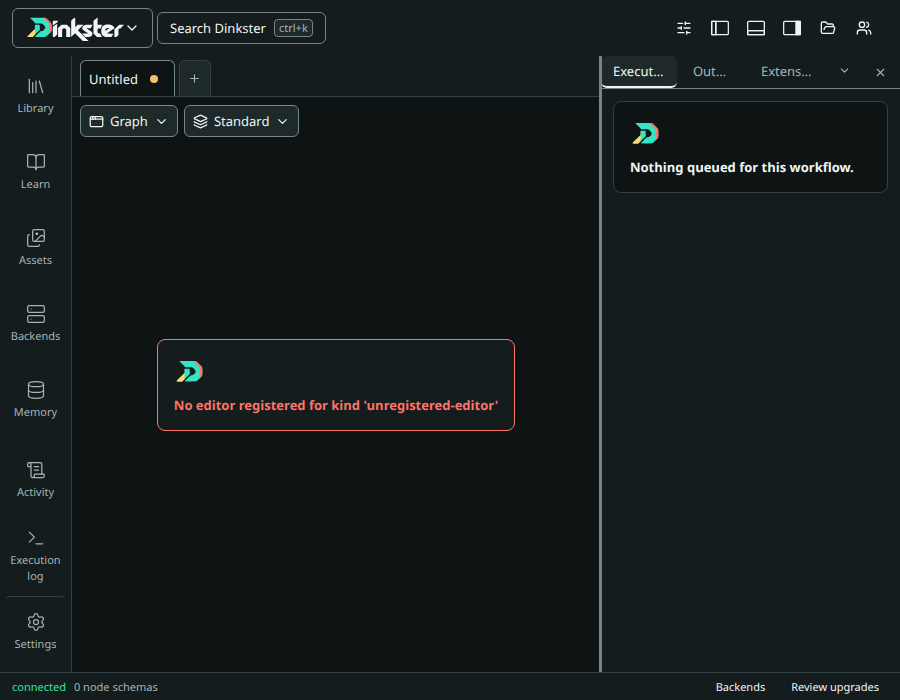 Dinkster
Search Dinkster ctrl+k
Untitled
Execut...
Out...
Extens...
Graph
Standard
Nothing queued for this workflow.
Library
Learn
Assets
Backends
Memory
Activity
Execution
log
Settings
No editor registered for kind 'unregistered-editor'
connected 0 node schemas
Backends
Review upgrades